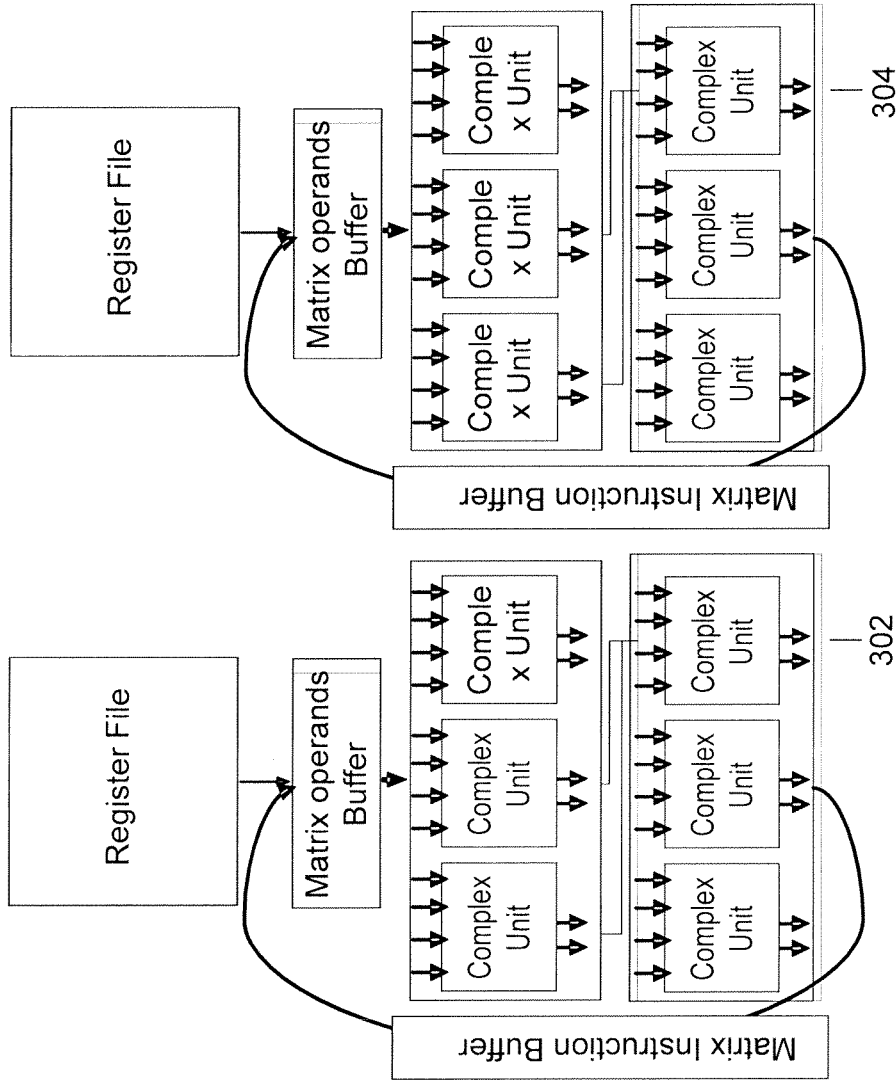 Register File
Matrix operands
Buffer
Matrix Instruction Buffer
Complex
Unit
Complex
Unit
Comple
x Unit
Complex
Unit
Complex
Unit
Complex
Unit
302
Register File
Matrix operands
Buffer
Matrix Instruction Buffer
Comple
x Unit
Comple
x Unit
Comple
x Unit
Complex
Unit
Complex
Unit
Complex
Unit
304